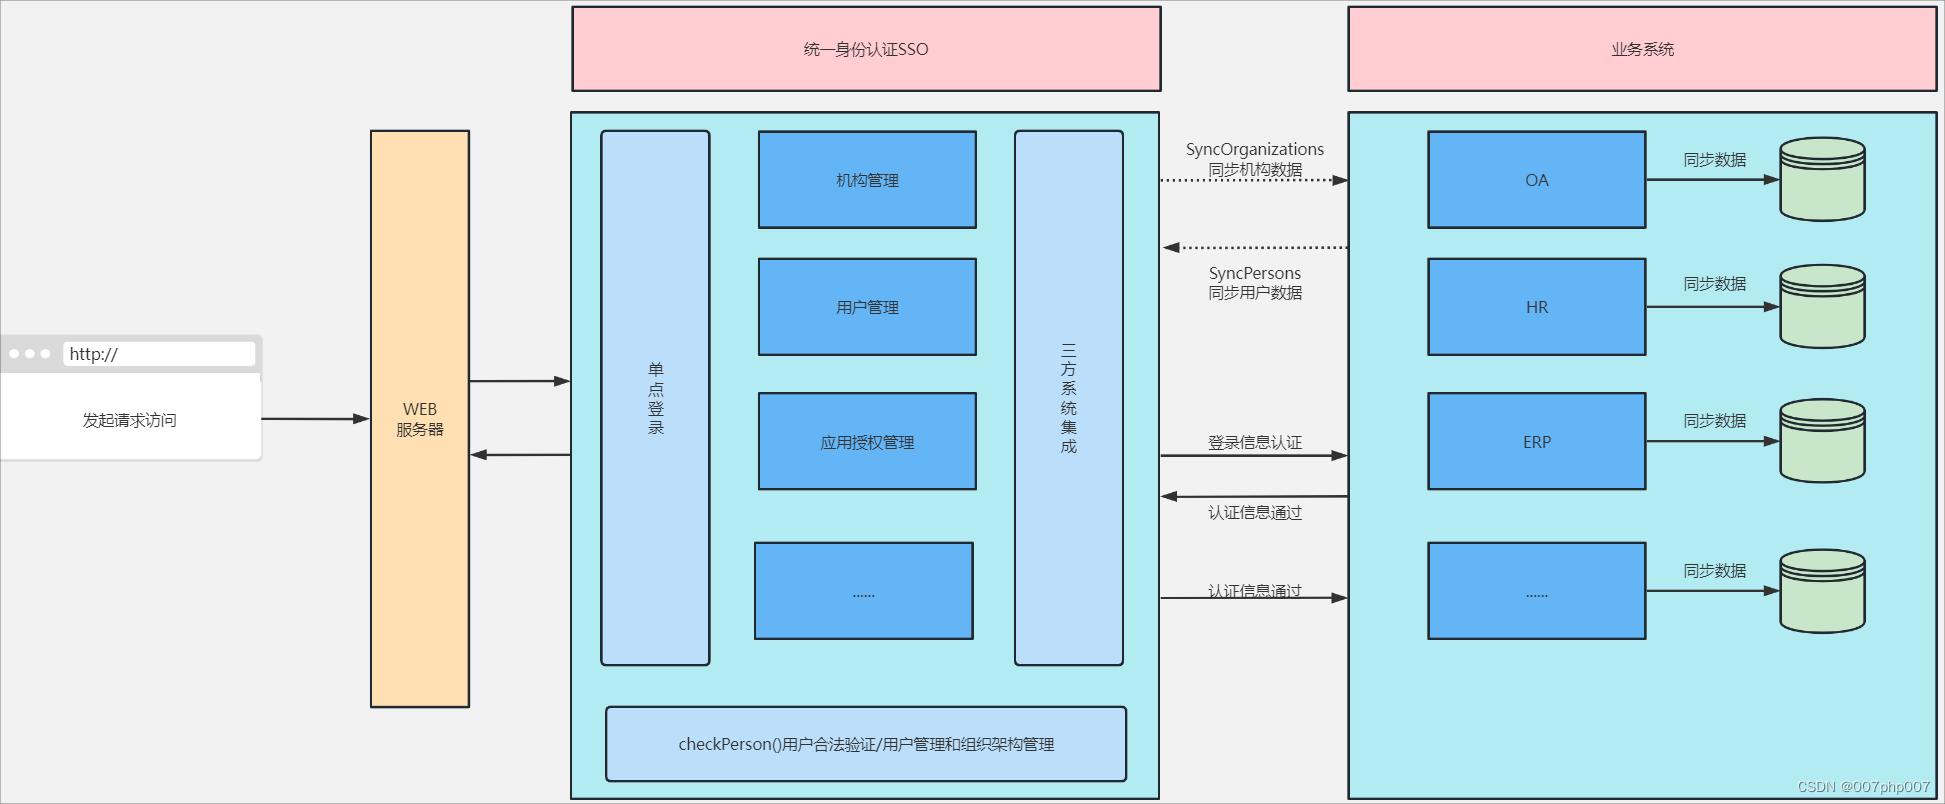 统一身份认证SSO
业务系统
http://
发起请求访问
WEB
服务器
单点登录
机构管理
用户管理
应用授权管理
......
三方系统集成
checkPerson()用户合法验证/用户管理和组织架构管理
SyncOrganizations
同步机构数据
SyncPersons
同步用户数据
登录信息认证
认证信息通过
认证信息通过
OA
同步数据
HR
同步数据
ERP
同步数据
......
同步数据
CSDN @007php007